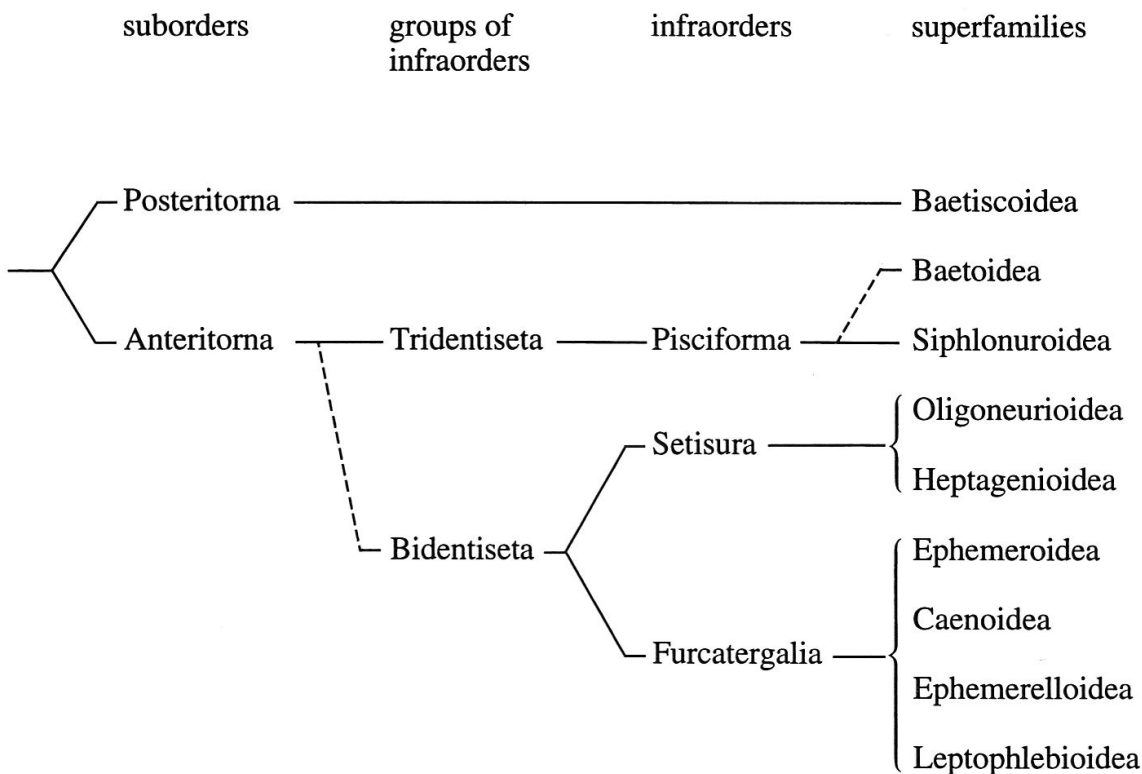 suborders
groups of
infraorders
infraorders
superfamilies
Posteritorna
Baetiscoidea
Baetoidea
Anteritorna
Tridentiseta
Pisciforma
Siphlonuroidea
Oligoneurioidea
Setisura
Heptagenioidea
Bidentiseta
Ephemeroidea
Caenoidea
Furcatergalia
Ephemerelloidea
Leptophlebioidea